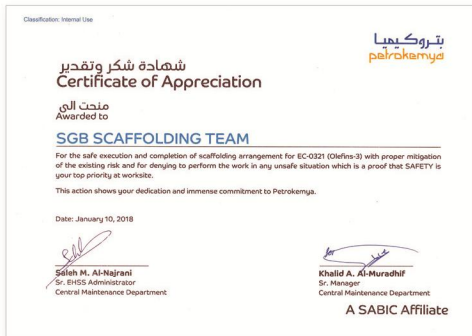 Classification: Internal Use
بتروكيميا
petrokemya
شهادة شكر وتقدير
Certificate of Appreciation
منحت الى
Awarded to
SGB SCAFFOLDING TEAM
For the safe execution and completion of scaffolding arrangement for EC-0321 (Olefins-3) with proper mitigation
of the existing risk and for denying to perform the work in any unsafe situation which is a proof that SAFETY is
your top priority at worksite.
This action shows your dedication and immense commitment to Petrokemya.
Date: January 10, 2018
Saleh M. Al-Najrani
Sr. EHSS Administrator
Central Maintenance Department
for
Khalid A. Al-Muradhif
Sr. Manager
Central Maintenance Department
A SABIC Affiliate